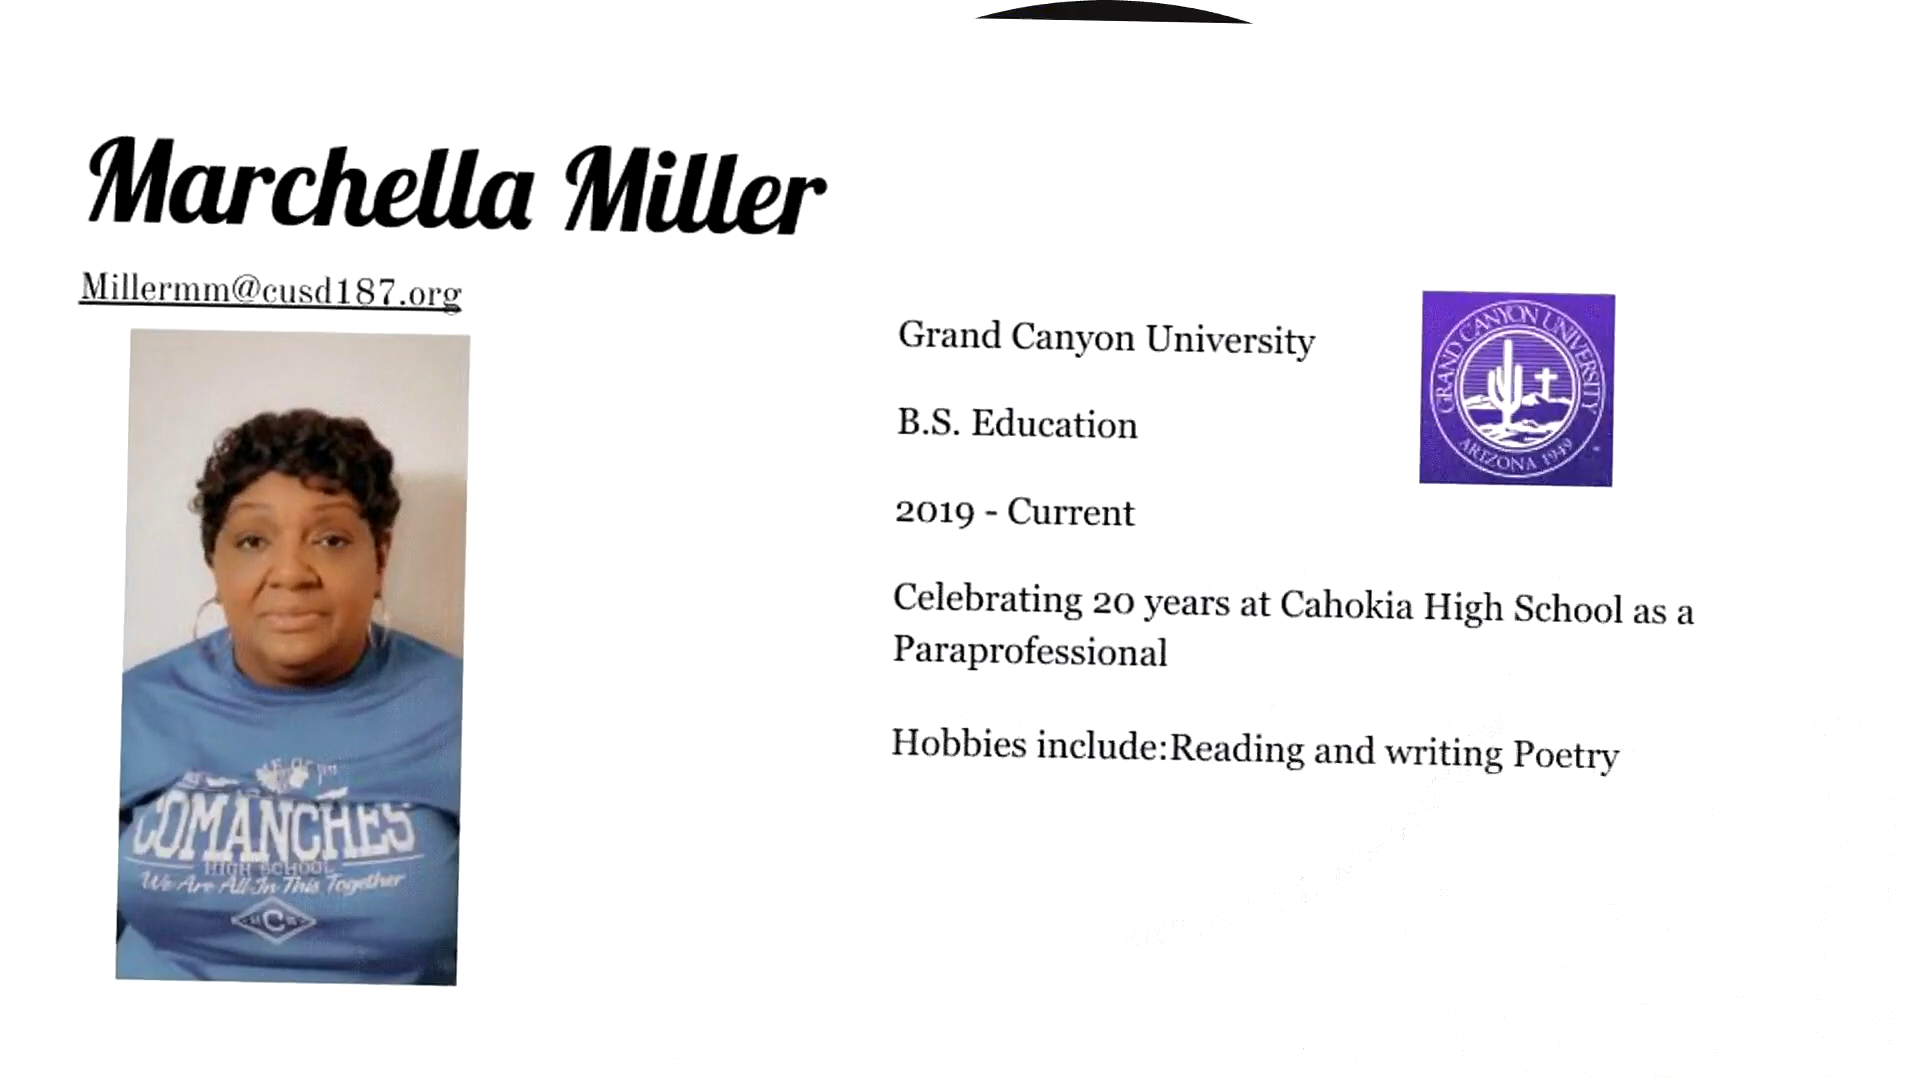 Marchella Miller
Millermm@cusd187.org
Grand Canyon University
B.S. Education
2019 - Current
Celebrating 20 years at Cahokia High School as a
Paraprofessional
Hobbies include:Reading and writing Poetry
GRAND CANYON UNIVERSITY
ARIZONA 1949
COMANCHES
HIGH SCHOOL
We Are All In This Together
C